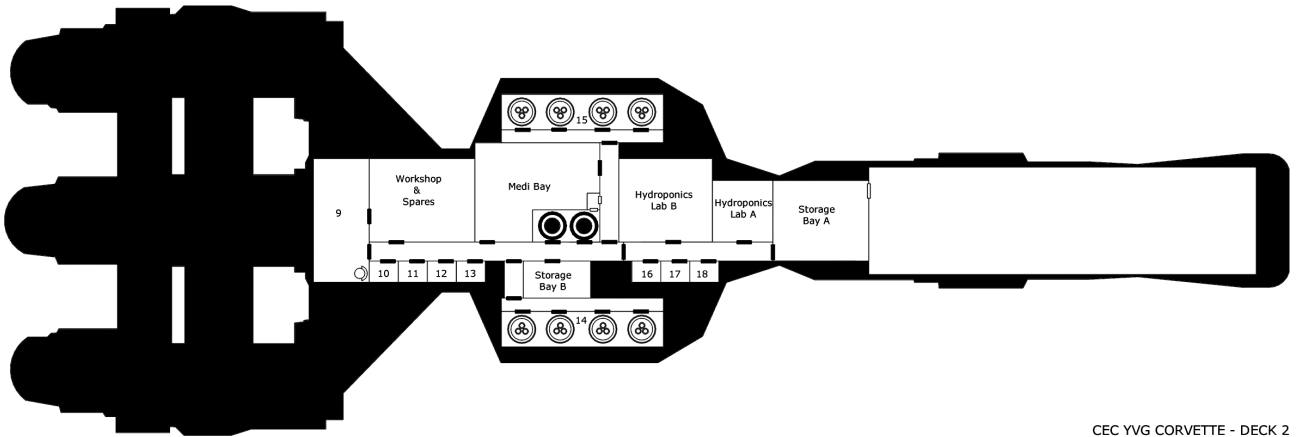 15
Workshop
&
Spares
Medi Bay
Hydroponics
Lab B
Hydroponics
Lab A
Storage
Bay A
9
10
11
12
13
Storage
Bay B
16
17
18
14
CEC YVG CORVETTE - DECK 2